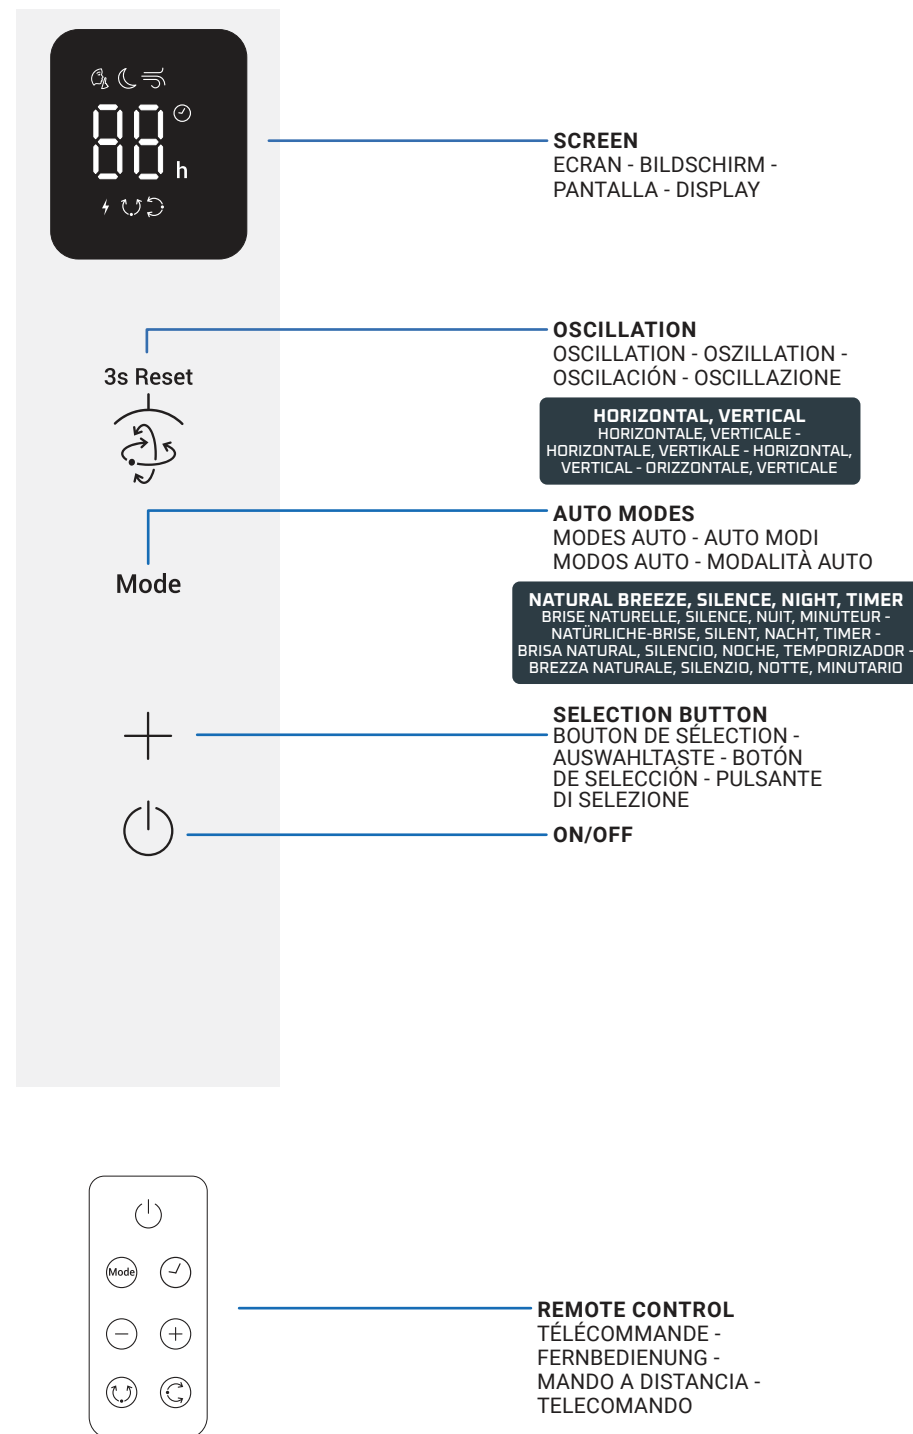 88
h
SCREEN
ECRAN - BILDSCHIRM -
PANTALLA - DISPLAY
3s Reset
OSCILLATION
OSCILLATION - OSZILLATION -
OSCILACIÓN - OSCILLAZIONE
HORIZONTAL, VERTICAL
HORIZONTALE, VERTICALE -
HORIZONTALE, VERTIKALE - HORIZONTAL,
VERTICAL - ORIZZONTALE, VERTICALE
Mode
AUTO MODES
MODES AUTO - AUTO MODI
MODOS AUTO - MODALITÀ AUTO
NATURAL BREEZE, SILENCE, NIGHT, TIMER
BRISE NATURELLE, SILENCE, NUIT, MINUTEUR -
NATÜRLICHE-BRISE, SILENT, NACHT, TIMER -
BRISA NATURAL, SILENCIO, NOCHE, TEMPORIZADOR -
BREZZA NATURALE, SILENZIO, NOTTE, MINUTARIO
SELECTION BUTTON
BOUTON DE SÉLECTION -
AUSWAHLTASTE - BOTÓN
DE SELECCIÓN - PULSANTE
DI SELEZIONE
ON/OFF
Mode
REMOTE CONTROL
TÉLÉCOMMANDE -
FERNBEDIENUNG -
MANDO A DISTANCIA -
TELECOMANDO